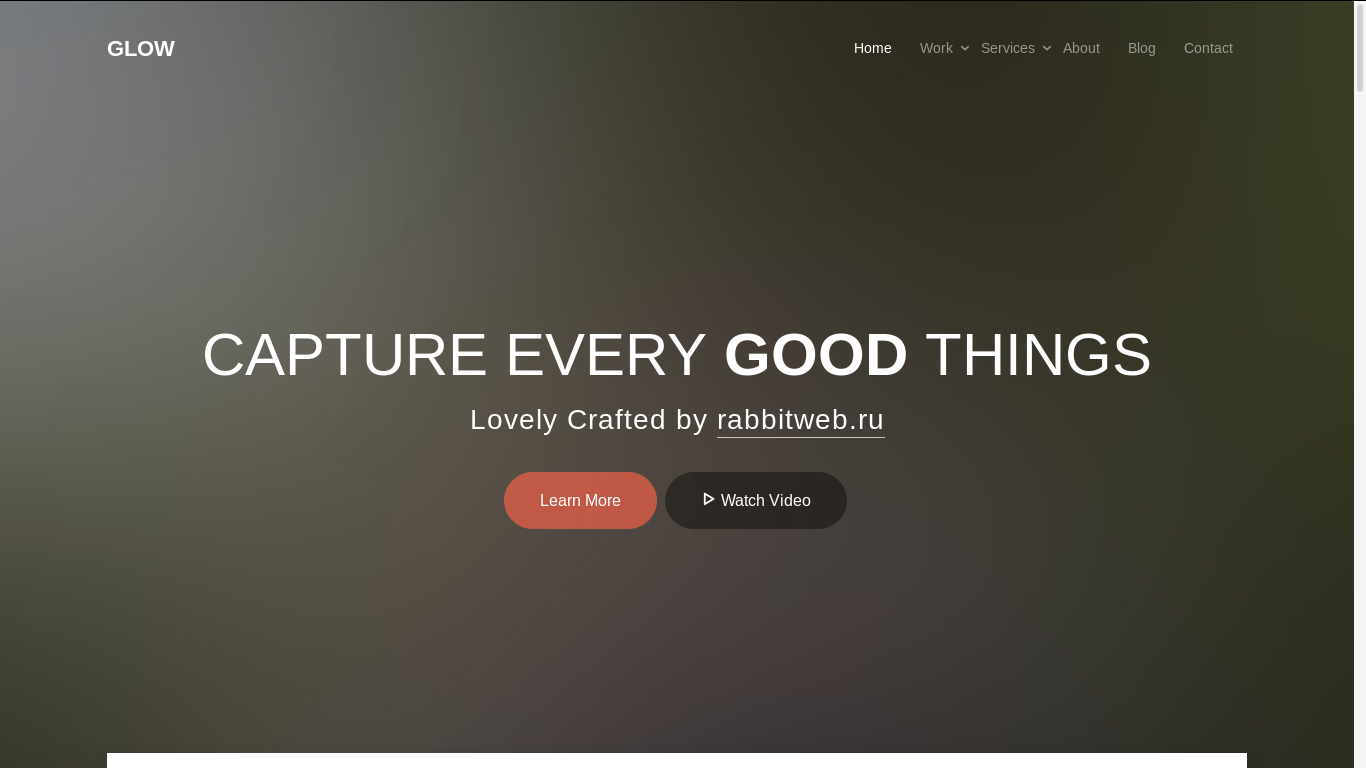 GLOW
Home Work Services About Blog Contact
CAPTURE EVERY GOOD THINGS
Lovely Crafted by rabbitweb.ru
Learn More
Watch Video